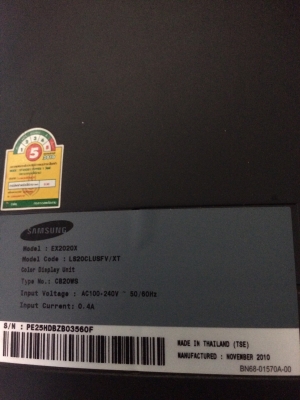 5
SAMSUNG
Model : EX2020X
Model Code : LS20CLUSFV/XT
Color Display Unit
Type No.: CB20WS
Input Voltage : AC100-240V ~ 50/60Hz
Input Current: 0.4A
S/N : PE25HDBZB03560F
MADE IN THAILAND (TSE)
MANUFACTURED : NOVEMBER 2010
BN68-01570A-00